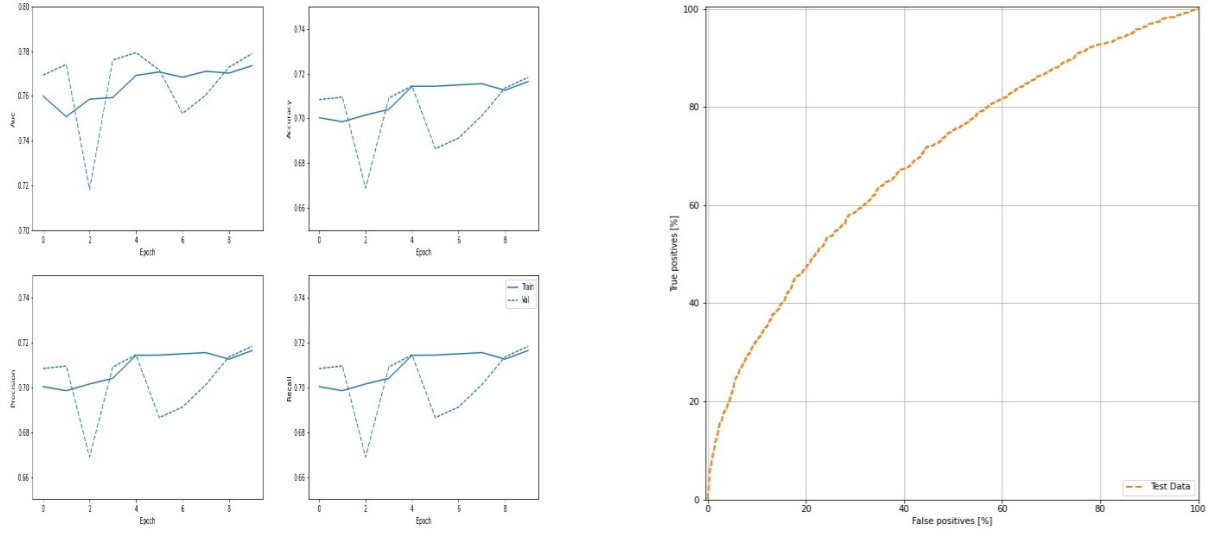 0.80
0.78
0.76
0.76
0.72
0.70
Auc
0 2 4 6 8
Epoch
0.74
0.72
0.70
0.68
0.66
Accuracy
0 2 4 6 8
Epoch
0.74
0.72
0.70
0.68
0.66
Precision
0 2 4 6 8
Epoch
0.74
0.72
0.70
0.68
0.66
Recall
Train
Val
0 2 4 6 8
Epoch
100
80
60
40
20
0
True positives [%]
Test Data
0 20 40 60 80 100
False positives [%]